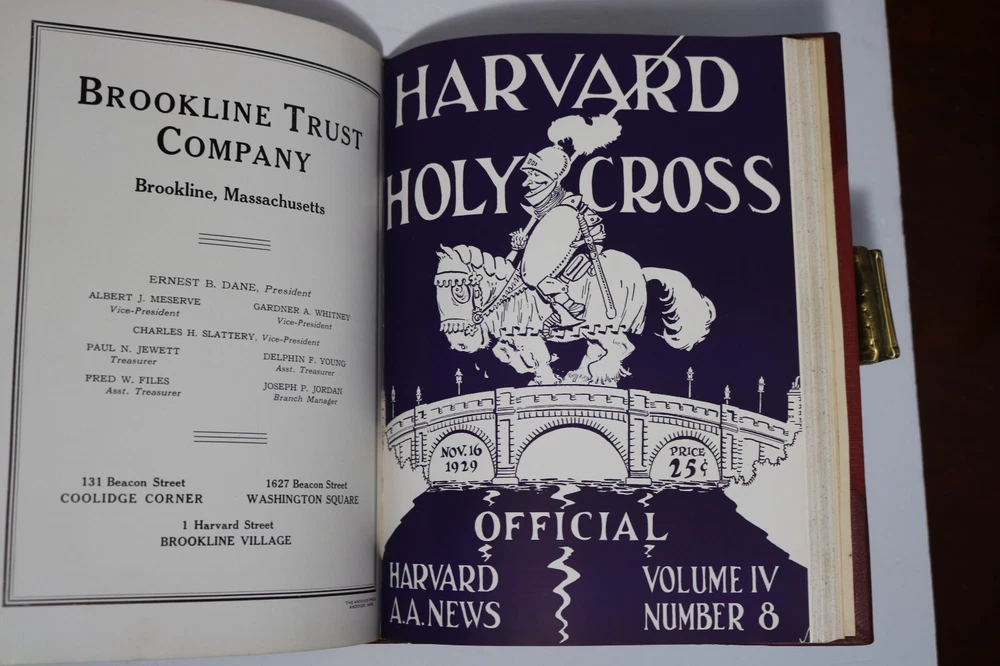 BROOKLINE TRUST
COMPANY
Brookline, Massachusetts
ERNEST B. DANE, President
ALBERT J. MESERVE
Vice-President
GARDNER A. WHITNEY
Vice-President
CHARLES H. SLATTERY, Vice-President
PAUL N. JEWETT
Treasurer
DELPHIN F. YOUNG
Asst. Treasurer
FRED W. FILES
Asst. Treasurer
JOSEPH P. JORDAN
Branch Manager
131 Beacon Street
COOLIDGE CORNER
1627 Beacon Street
WASHINGTON SQUARE
1 Harvard Street
BROOKLINE VILLAGE
HARVARD
HOLY CROSS
NOV. 16
1929
PRICE
25¢
OFFICIAL
HARVARD
A.A. NEWS
VOLUME IV
NUMBER 8